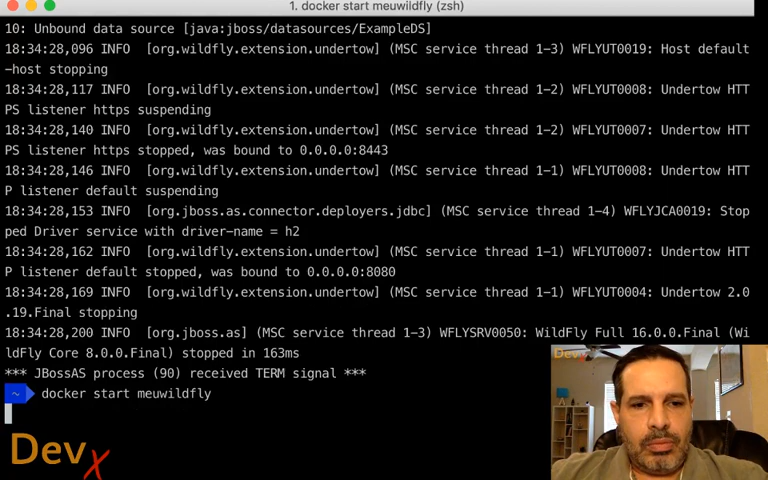 1. docker start meuwildfly (zsh)
10: Unbound data source [java:jboss/datasources/ExampleDS]
18:34:28,096 INFO  [org.wildfly.extension.undertow] (MSC service thread 1-3) WFLYUT0019: Host default
-host stopping
18:34:28,117 INFO  [org.wildfly.extension.undertow] (MSC service thread 1-2) WFLYUT0008: Undertow HTT
PS listener https suspending
18:34:28,140 INFO  [org.wildfly.extension.undertow] (MSC service thread 1-2) WFLYUT0007: Undertow HTT
PS listener https stopped, was bound to 0.0.0.0:8443
18:34:28,146 INFO  [org.wildfly.extension.undertow] (MSC service thread 1-1) WFLYUT0008: Undertow HTT
P listener default suspending
18:34:28,153 INFO  [org.jboss.as.connector.deployers.jdbc] (MSC service thread 1-4) WFLYJCA0019: Stop
ped Driver service with driver-name = h2
18:34:28,162 INFO  [org.wildfly.extension.undertow] (MSC service thread 1-1) WFLYUT0007: Undertow HTT
P listener default stopped, was bound to 0.0.0.0:8080
18:34:28,169 INFO  [org.wildfly.extension.undertow] (MSC service thread 1-1) WFLYUT0004: Undertow 2.0
.19.Final stopping
18:34:28,200 INFO  [org.jboss.as] (MSC service thread 1-3) WFLYSRV0050: WildFly Full 16.0.0.Final (Wi
ldFly Core 8.0.0.Final) stopped in 163ms
*** JBossAS process (90) received TERM signal ***
~ docker start meuwildfly
Devx
Dev